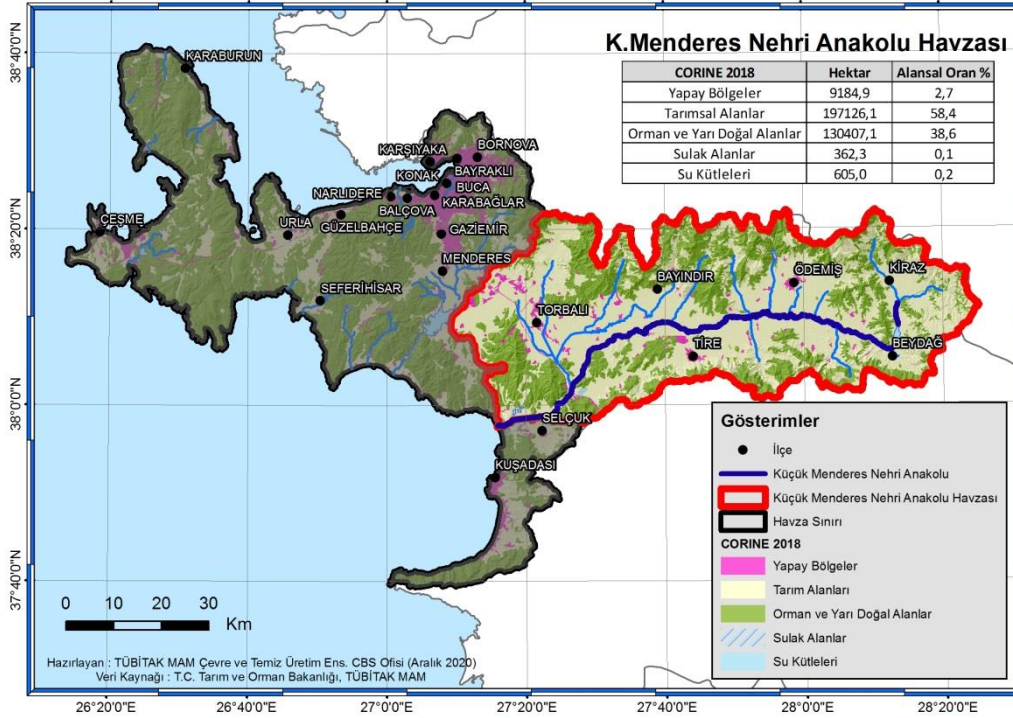 K.Menderes Nehri Anakolu Havzası
CORINE 2018 Hektar Alansal Oran %
Yapay Bölgeler 9184,9 2,7
Tarımsal Alanlar 197126,1 58,4
Orman ve Yarı Doğal Alanlar 130407,1 38,6
Sulak Alanlar 362,3 0,1
Su Kütleleri 605,0 0,2
38°40'0"N
38°20'0"N
38°0'0"N
37°40'0"N
KARABURUN
KARŞIYAKA
BORNOVA
BAYRAKLI
KONAK
BUCA
NARLIDERE
BALÇOVA
KARABAĞLAR
GÜZELBAHÇE
URLA
ÇEŞME
GAZİEMİR
MENDERES
SEFERİHİSAR
TORBALI
BAYINDIR
ÖDEMİŞ
KİRAZ
TİRE
BEYDAĞ
SELÇUK
KUŞADASI
Gösterimler
İlçe
Küçük Menderes Nehri Anakolu
Küçük Menderes Nehri Anakolu Havzası
Havza Sınırı
CORINE 2018
Yapay Bölgeler
Tarım Alanları
Orman ve Yarı Doğal Alanlar
Sulak Alanlar
Su Kütleleri
0 10 20 30
Km
Hazırlayan : TÜBİTAK MAM Çevre ve Temiz Üretim Ens. CBS Ofisi (Aralık 2020)
Veri Kaynağı : T.C. Tarım ve Orman Bakanlığı, TÜBİTAK MAM
26°20'0"E 26°40'0"E 27°0'0"E 27°20'0"E 27°40'0"E 28°0'0"E 28°20'0"E